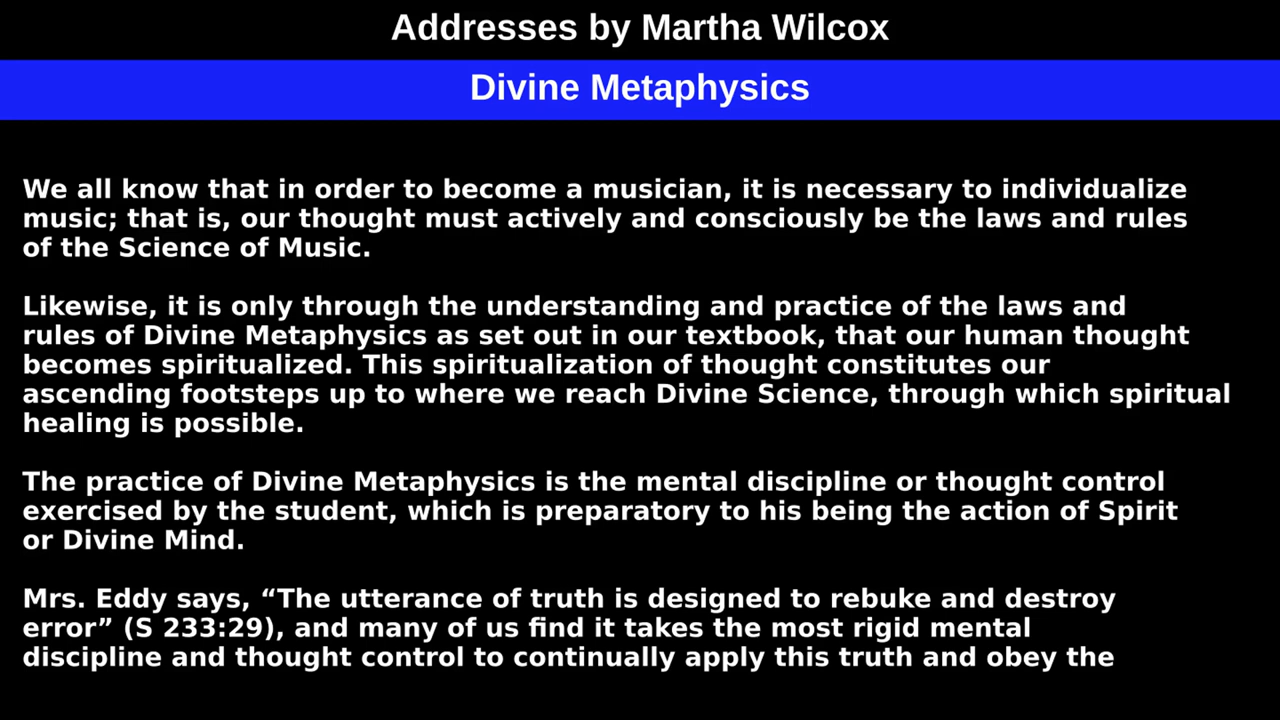 Addresses by Martha Wilcox
Divine Metaphysics
We all know that in order to become a musician, it is necessary to individualize
music; that is, our thought must actively and consciously be the laws and rules
of the Science of Music.
Likewise, it is only through the understanding and practice of the laws and
rules of Divine Metaphysics as set out in our textbook, that our human thought
becomes spiritualized. This spiritualization of thought constitutes our
ascending footsteps up to where we reach Divine Science, through which spiritual
healing is possible.
The practice of Divine Metaphysics is the mental discipline or thought control
exercised by the student, which is preparatory to his being the action of Spirit
or Divine Mind.
Mrs. Eddy says, “The utterance of truth is designed to rebuke and destroy
error” (S 233:29), and many of us find it takes the most rigid mental
discipline and thought control to continually apply this truth and obey the